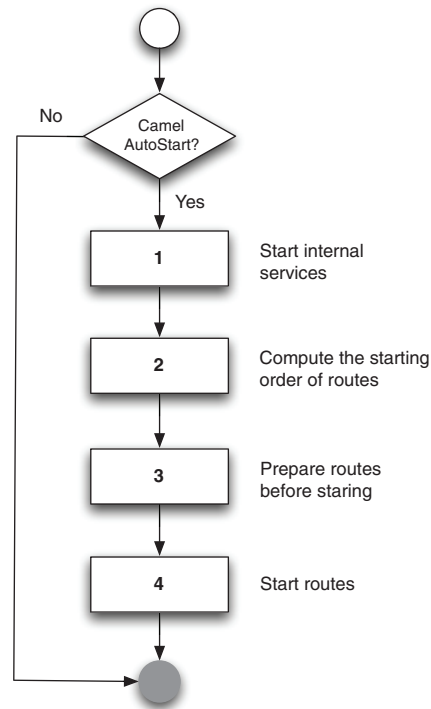 No
Camel
AutoStart?
Yes
1
Start internal
services
2
Compute the starting
order of routes
3
Prepare routes
before staring
4
Start routes